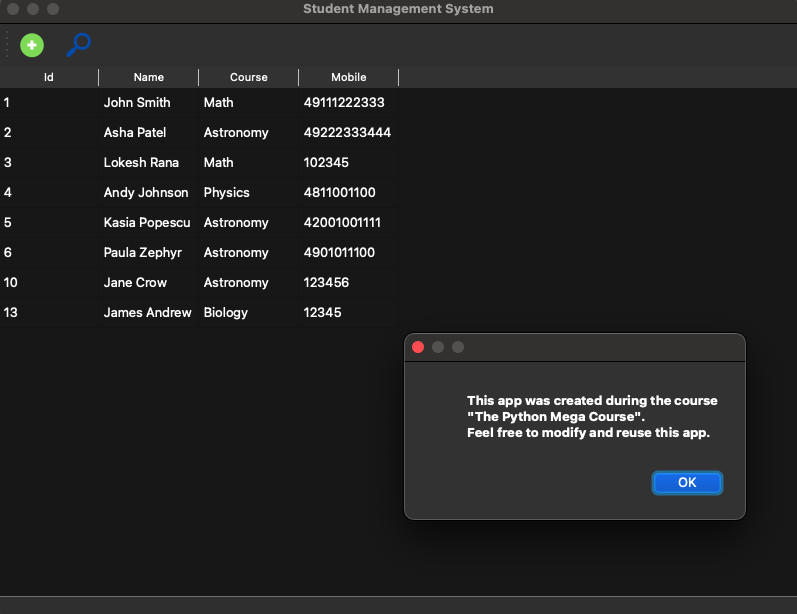 Student Management System
Id Name Course Mobile
1 John Smith Math 49111222333
2 Asha Patel Astronomy 49222333444
3 Lokesh Rana Math 102345
4 Andy Johnson Physics 4811001100
5 Kasia Popescu Astronomy 42001001111
6 Paula Zephyr Astronomy 4901011100
10 Jane Crow Astronomy 123456
13 James Andrew Biology 12345
This app was created during the course
"The Python Mega Course".
Feel free to modify and reuse this app.
OK